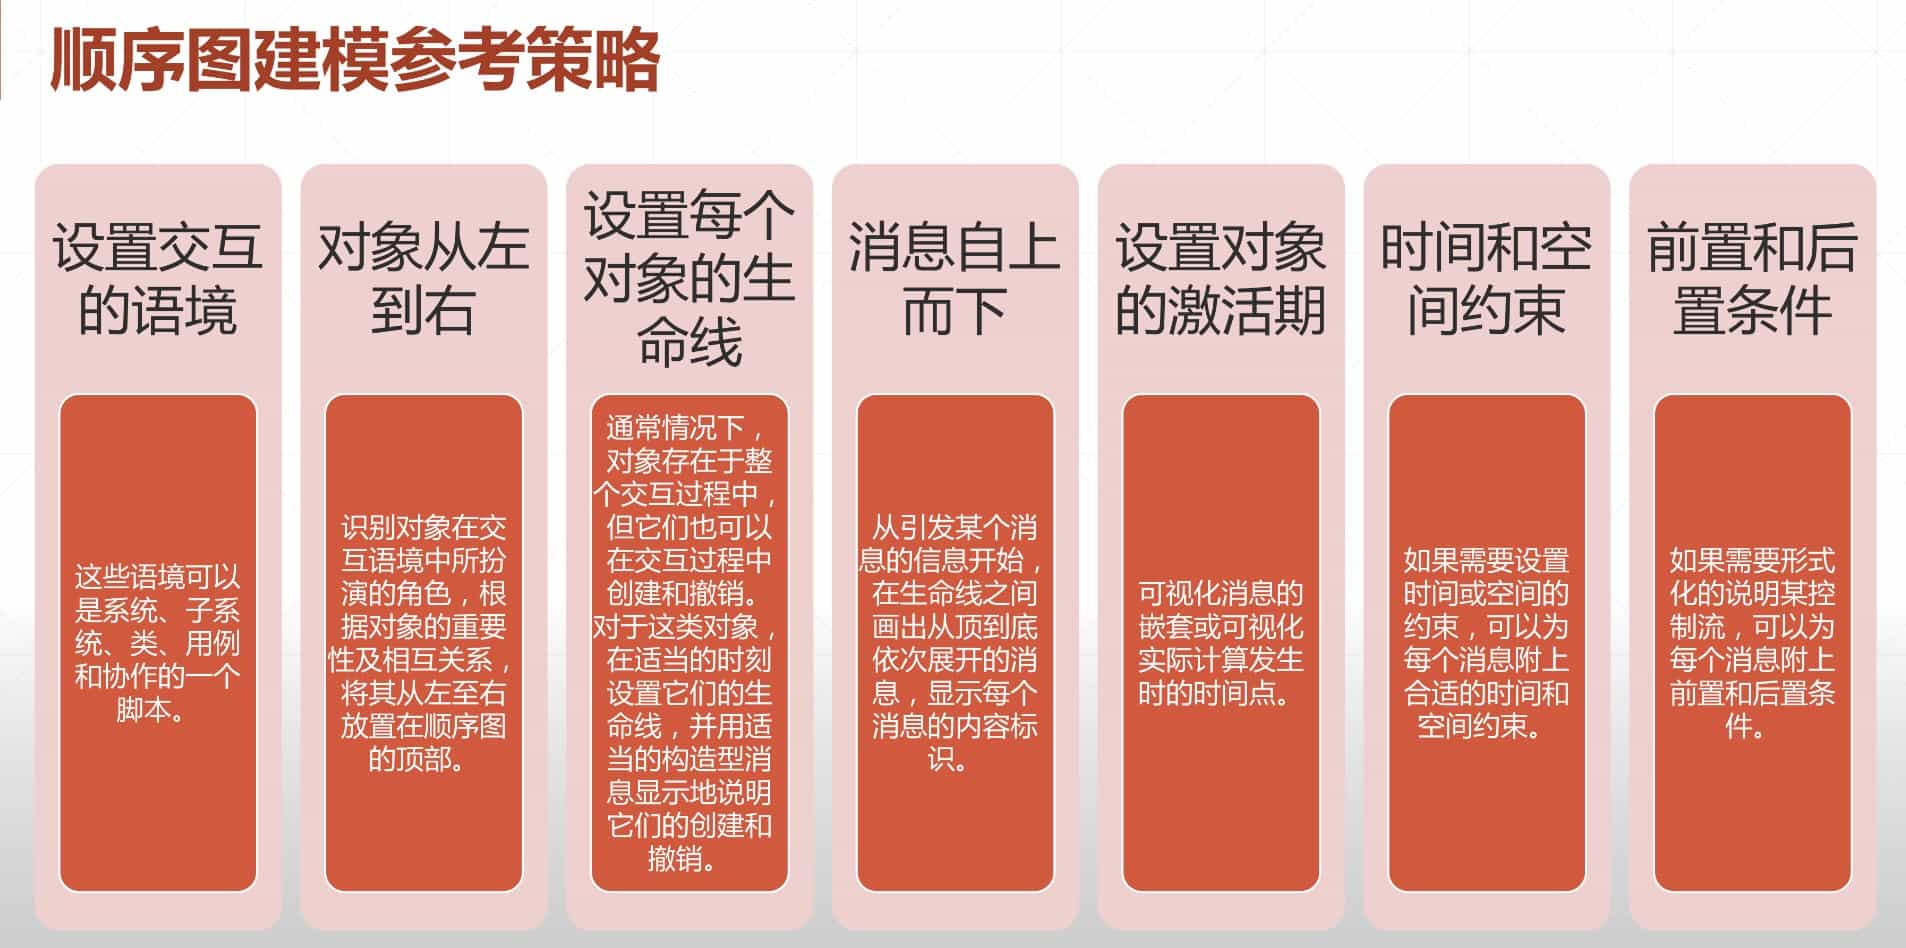 顺序图建模参考策略
设置交互
的语境
这些语境可以
是系统、子系
统、类、用例
和协作的一个
脚本。
对象从左
到右
识别对象在交
互语境中所扮
演的角色，根
据对象的重要
性及相互关系，
将其从左至右
放置在顺序图
的顶部。
设置每个
对象的生
命线
通常情况下，
对象存在于整
个交互过程中，
但它们也可以
在交互过程中
创建和撤销。
对于这类对象，
在适当的时刻
设置它们的生
命线，并用适
当的构造型消
息显示地说明
它们的创建和
撤销。
消息自上
而下
从引发某个消
息的信息开始，
在生命线之间
画出从顶到底
依次展开的消
息，显示每个
消息的内容标
识。
设置对象
的激活期
可视化消息的
嵌套或可视化
实际计算发生
时的时间点。
时间和空
间约束
如果需要设置
时间或空间的
约束，可以为
每个消息附上
合适的时间和
空间约束。
前置和后
置条件
如果需要形式
化的说明某控
制流，可以为
每个消息附上
前置和后置条
件。